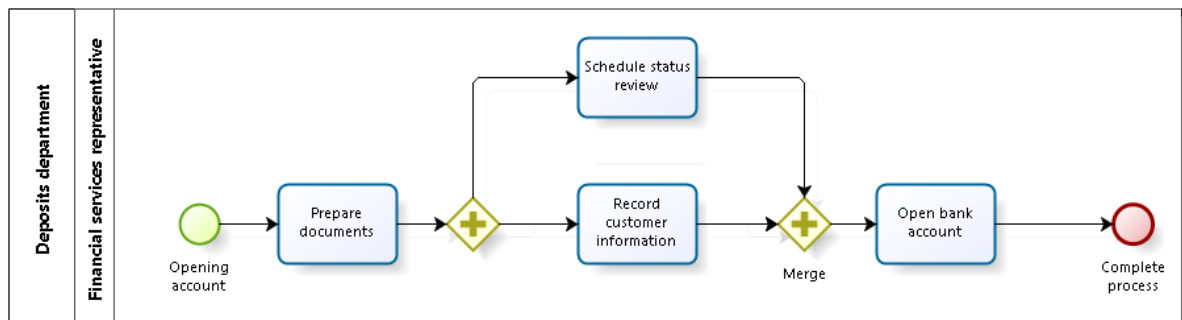 Deposits department
Financial services representative
Opening
account
Prepare
documents
Schedule status
review
Record
customer
information
Merge
Open bank
account
Complete
process